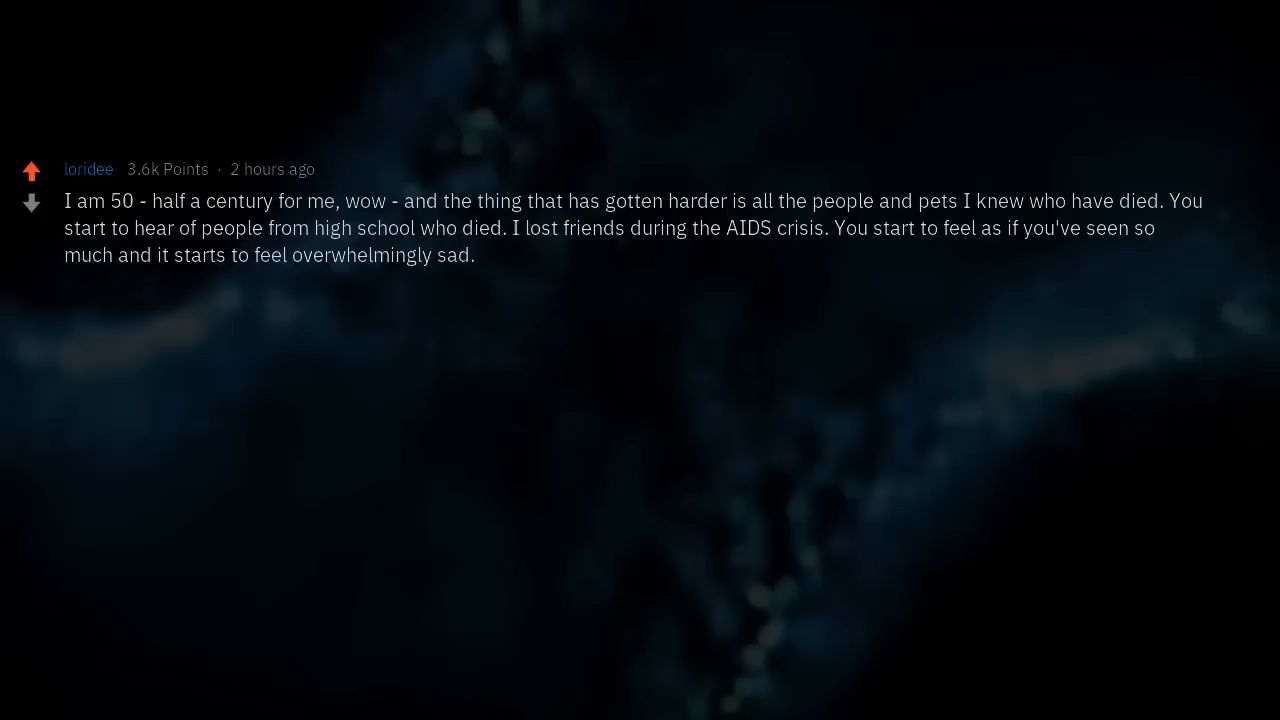 loridee 3.6k Points · 2 hours ago
I am 50 - half a century for me, wow - and the thing that has gotten harder is all the people and pets I knew who have died. You
start to hear of people from high school who died. I lost friends during the AIDS crisis. You start to feel as if you've seen so
much and it starts to feel overwhelmingly sad.